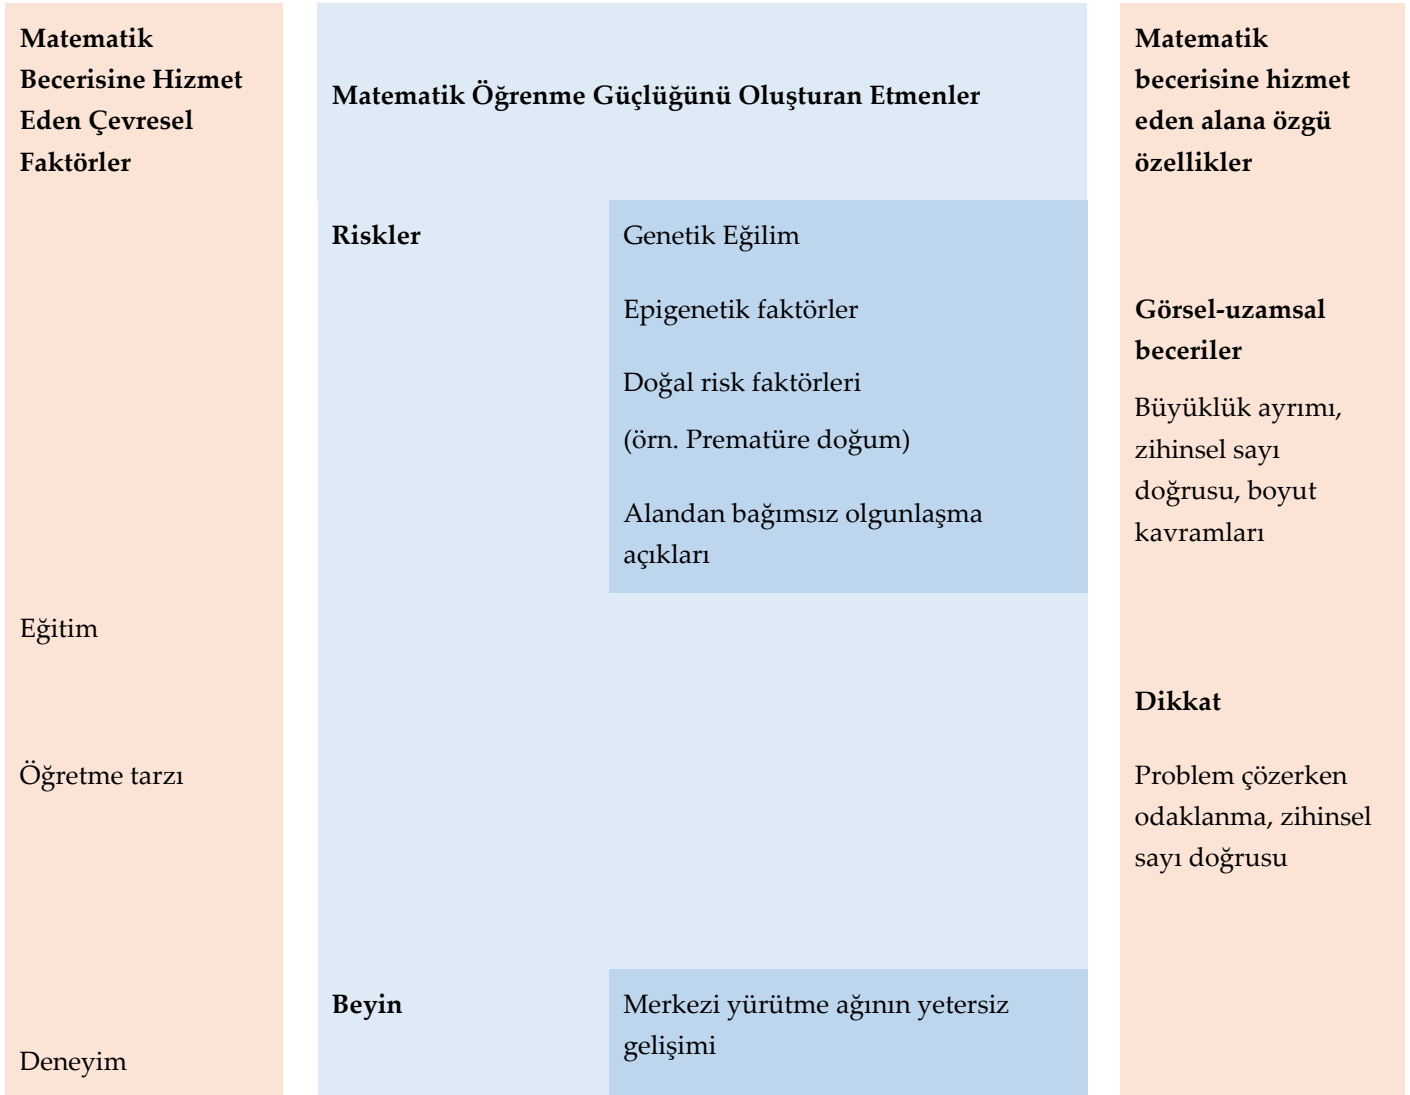 Matematik
Becerisine Hizmet
Eden Çevresel
Faktörler
Eğitim
Öğretme tarzı
Deneyim
Matematik Öğrenme Güçlüğünü Oluşturan Etmenler
Riskler
Genetik Eğilim
Epigenetik faktörler
Doğal risk faktörleri
(örn. Prematüre doğum)
Alandan bağımsız olgunlaşma
açıkları
Beyin
Merkezi yürütme ağının yetersiz
gelişimi
Matematik
becerisine hizmet
eden alana özgü
özellikler
Görsel-uzamsal
beceriler
Büyüklük ayrımı,
zihinsel sayı
doğrusu, boyut
kavramları
Dikkat
Problem çözerken
odaklanma, zihinsel
sayı doğrusu